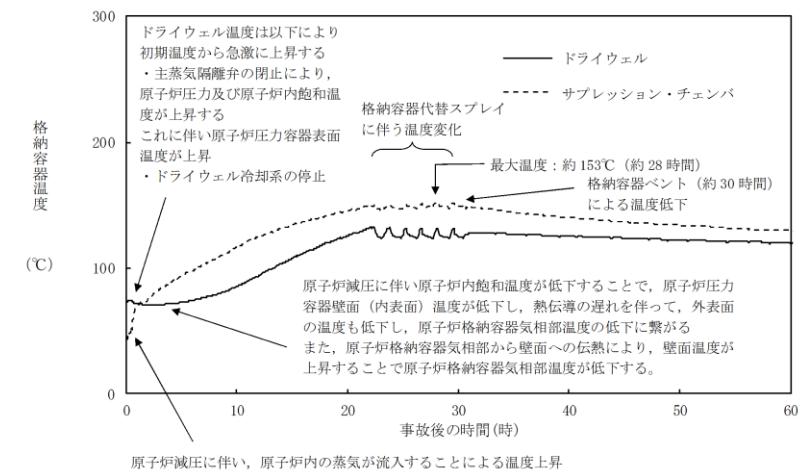 300
ドライウェル温度は以下により
初期温度から急激に上昇する
・主蒸気隔離弁の閉止により，
原子炉圧力及び原子炉内飽和温
度が上昇する
これに伴い原子炉圧力容器表面
温度が上昇
・ドライウェル冷却系の停止
ドライウェル
サプレッション・チェンバ
格納容器代替スプレイ
に伴う温度変化
200
最大温度：約 153℃（約 28 時間）
格納容器ベント（約 30 時間）
による温度低下
格納容器温度
(℃)
100
原子炉減圧に伴い原子炉内飽和温度が低下することで，原子炉圧力
容器壁面（内表面）温度が低下し，熱伝導の遅れを伴って，外表面
の温度も低下し，原子炉格納容器気相部温度の低下に繋がる
また，原子炉格納容器気相部から壁面への伝熱により，壁面温度が
上昇することで原子炉格納容器気相部温度が低下する。
0
0 10 20 30 40 50 60
事故後の時間(時)
原子炉減圧に伴い，原子炉内の蒸気が流入することによる温度上昇